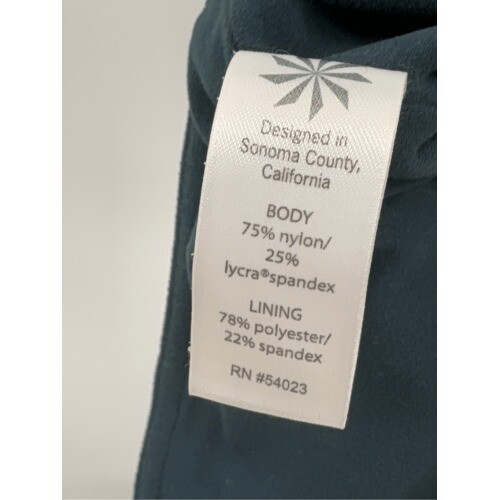 Designed in
Sonoma County,
California
BODY
75% nylon/
25%
lycra®spandex
LINING
78% polyester/
22% spandex
RN #54023